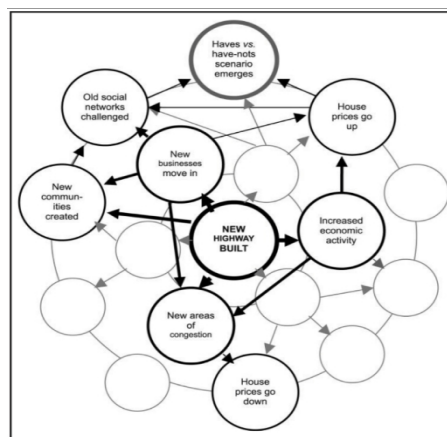 Haves vs.
have-nots
scenario
emerges
Old social
networks
challenged
House
prices go
up
New
businesses
move in
New
commun-
ities
created
NEW
HIGHWAY
BUILT
Increased
economic
activity
New areas
of
congestion
House
prices go
down